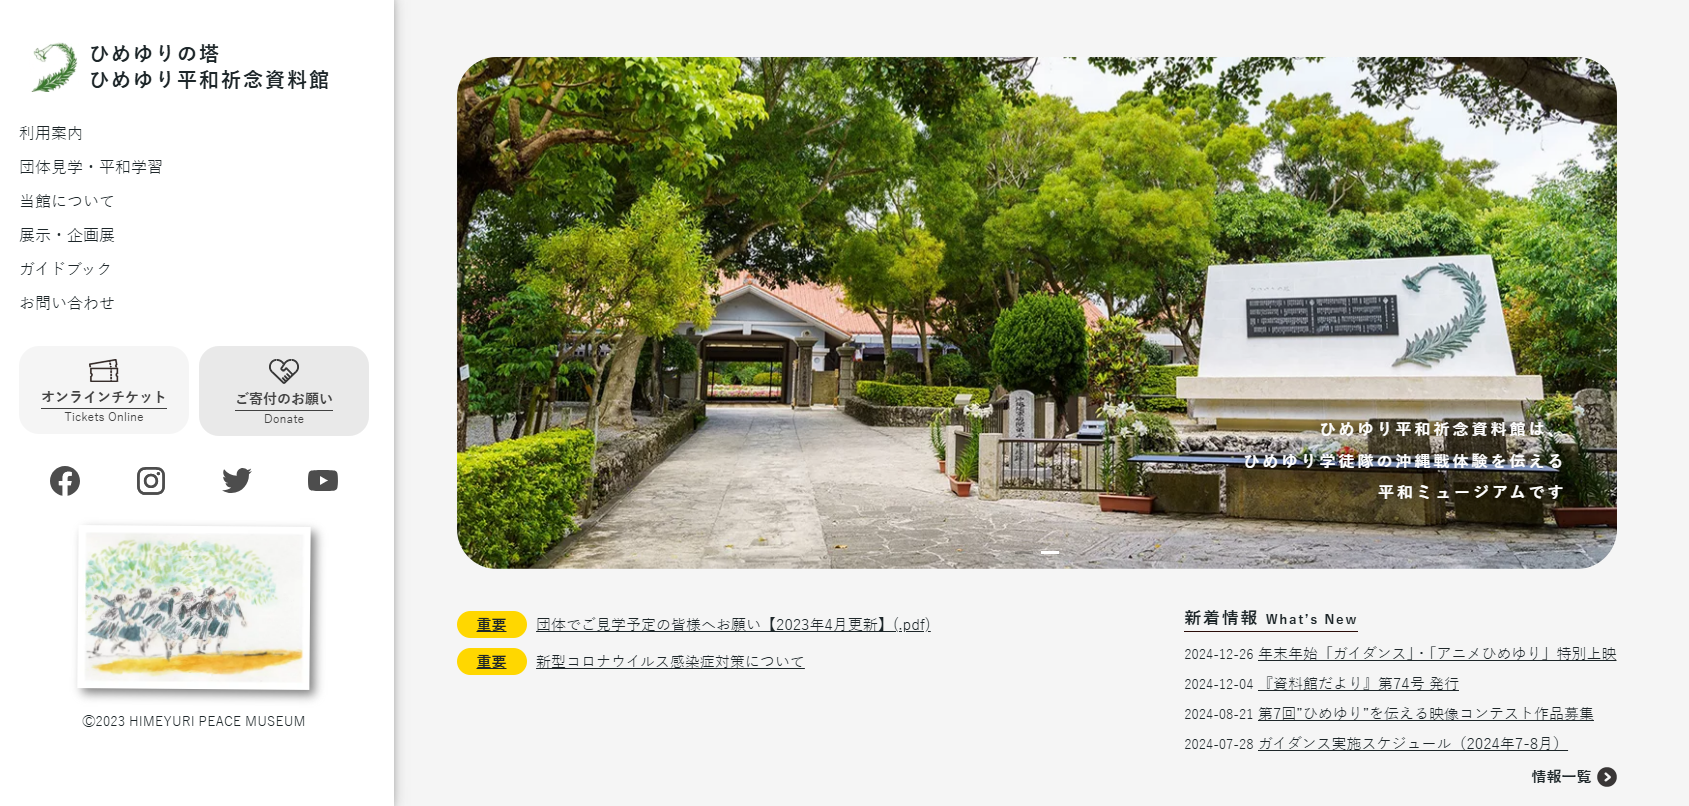 ひめゆりの塔
ひめゆり平和祈念資料館
利用案内
団体見学・平和学習
当館について
展示・企画展
ガイドブック
お問い合わせ
オンラインチケット
Tickets Online
ご寄付のお願い
Donate
©2023 HIMEYURI PEACE MUSEUM
ひめゆり平和祈念資料館は、
ひめゆり学徒隊の沖縄戦体験を伝える
平和ミュージアムです
重要 団体でご見学予定の皆様へお願い【2023年4月更新】(.pdf)
重要 新型コロナウイルス感染症対策について
新着情報 What's New
2024-12-26 年末年始「ガイダンス」・「アニメひめゆり」特別上映
2024-12-04 『資料館だより』第74号 発行
2024-08-21 第7回”ひめゆり”を伝える映像コンテスト作品募集
2024-07-28 ガイダンス実施スケジュール（2024年7-8月）
情報一覧